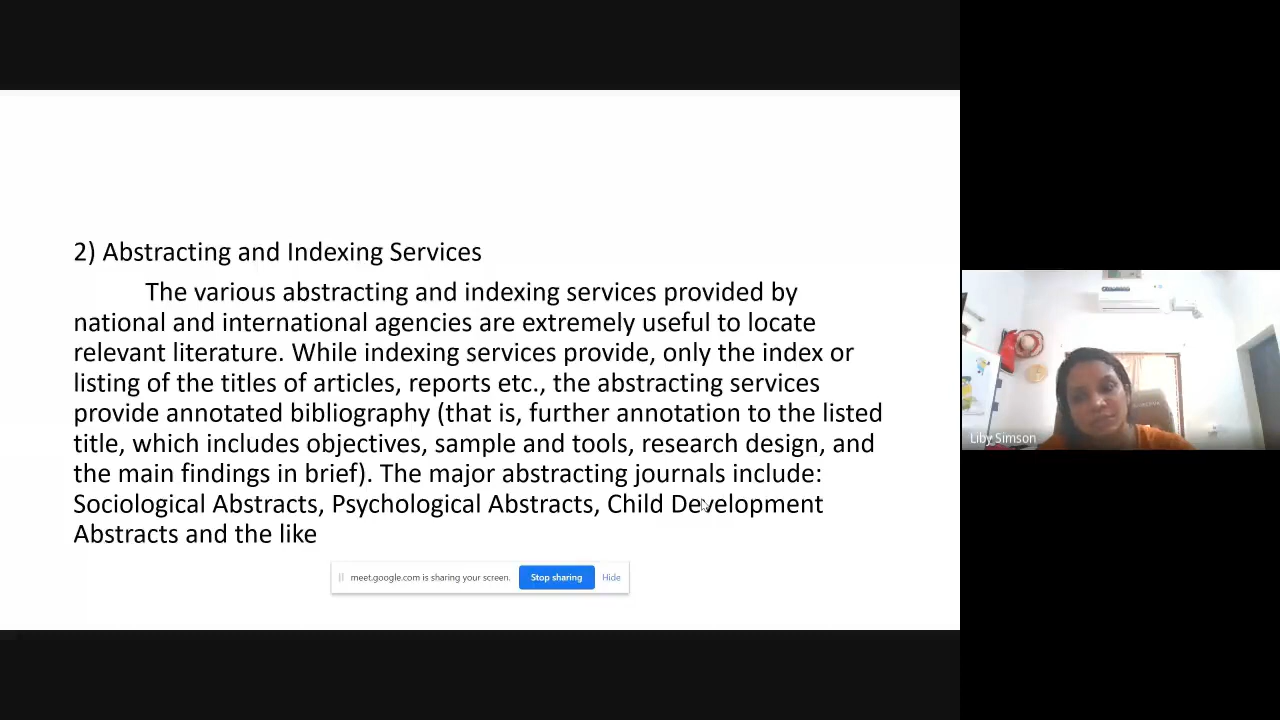 2) Abstracting and Indexing Services
The various abstracting and indexing services provided by
national and international agencies are extremely useful to locate
relevant literature. While indexing services provide, only the index or
listing of the titles of articles, reports etc., the abstracting services
provide annotated bibliography (that is, further annotation to the listed
title, which includes objectives, sample and tools, research design, and
the main findings in brief). The major abstracting journals include:
Sociological Abstracts, Psychological Abstracts, Child Development
Abstracts and the like
meet.google.com is sharing your screen.
Stop sharing
Hide
Liby Simson